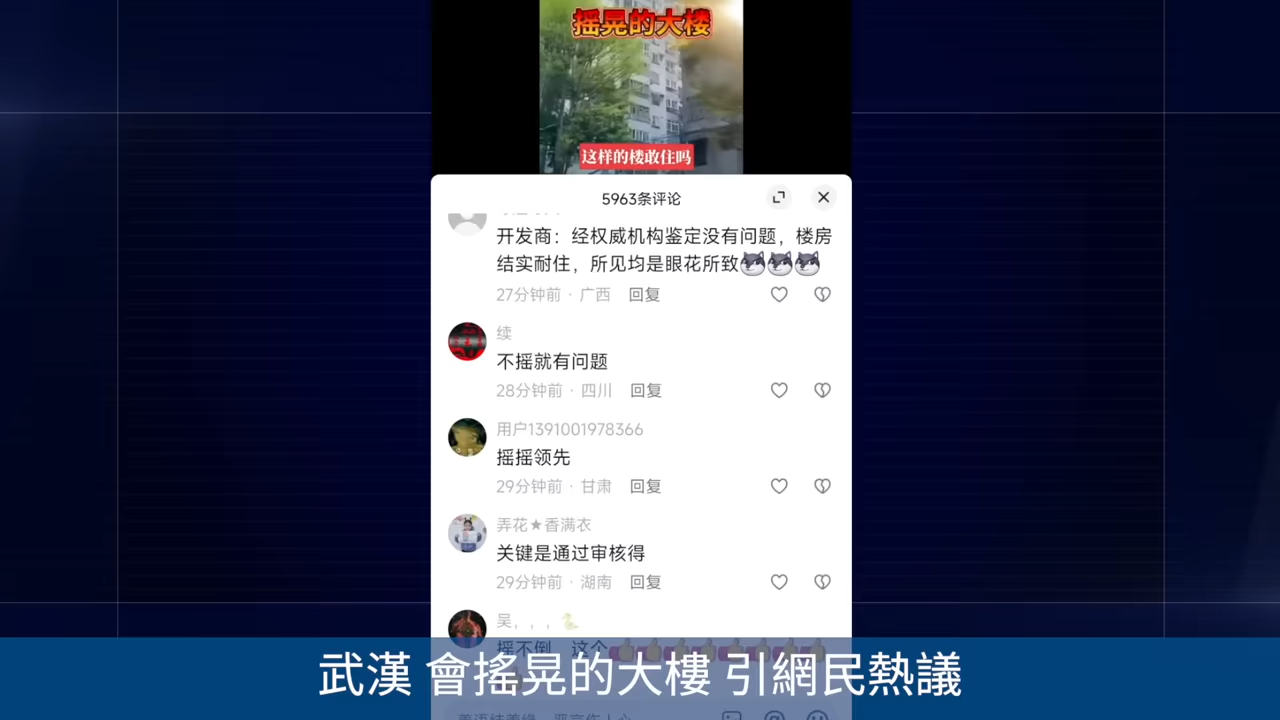 摇晃的大楼
这样的楼敢住吗
5963条评论
开发商：经权威机构鉴定没有问题，楼房
结实耐住，所见均是眼花所致
27分钟前 · 广西 回复
续
不摇就有问题
28分钟前 · 四川 回复
用户1391001978366
摇摇领先
29分钟前 · 甘肃 回复
弄花★香满衣
关键是通过审核得
29分钟前 · 湖南 回复
吴，，，
摇不倒，这个
武漢 會搖晃的大樓 引網民熱議